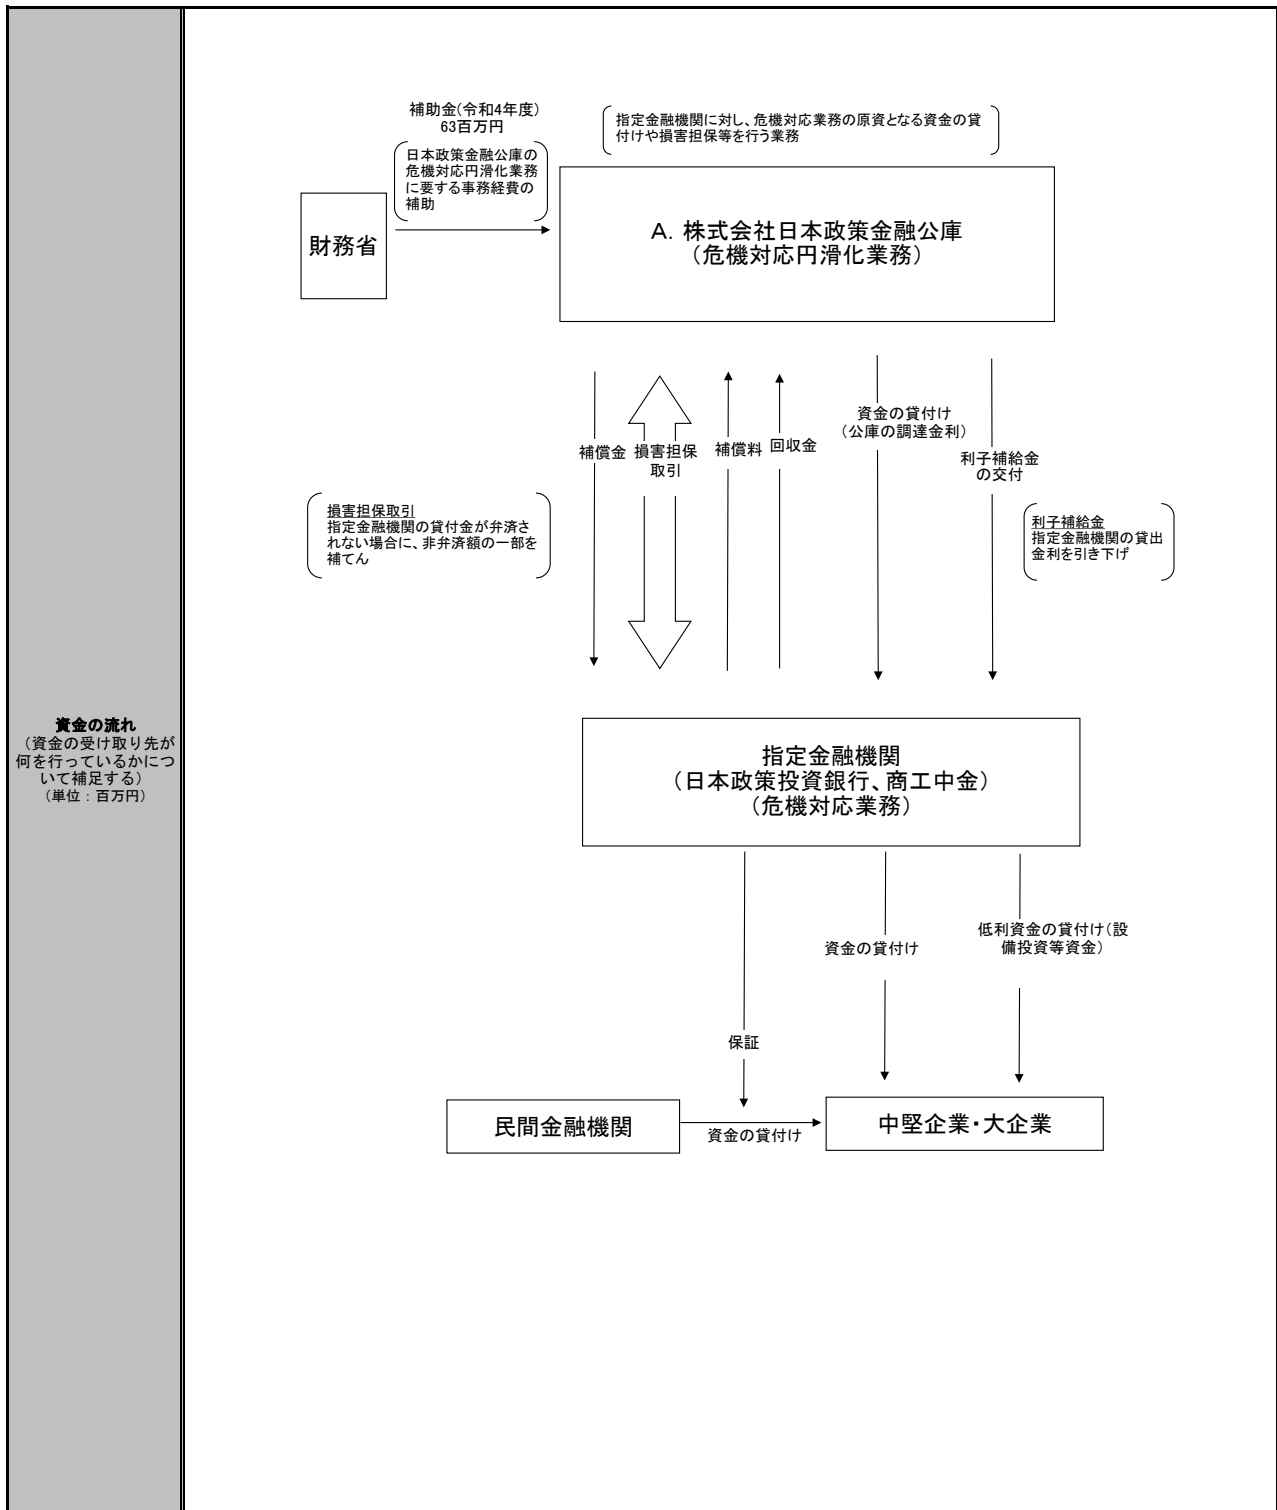 資金の流れ
（資金の受け取り先が
何を行っているかにつ
いて補足する）
（単位：百万円）
補助金(令和4年度)
63百万円
日本政策金融公庫の
危機対応円滑化業務
に要する事務経費の
補助
財務省
指定金融機関に対し、危機対応業務の原資となる資金の貸
付けや損害担保等を行う業務
A. 株式会社日本政策金融公庫
（危機対応円滑化業務）
補償金
損害担保
取引
補償料
回収金
資金の貸付け
（公庫の調達金利）
利子補給金
の交付
損害担保取引
指定金融機関の貸付金が弁済さ
れない場合に、非弁済額の一部を
補てん
利子補給金
指定金融機関の貸出
金利を引き下げ
指定金融機関
（日本政策投資銀行、商工中金）
（危機対応業務）
保証
資金の貸付け
低利資金の貸付け（設
備投資等資金）
民間金融機関
資金の貸付け
中堅企業・大企業